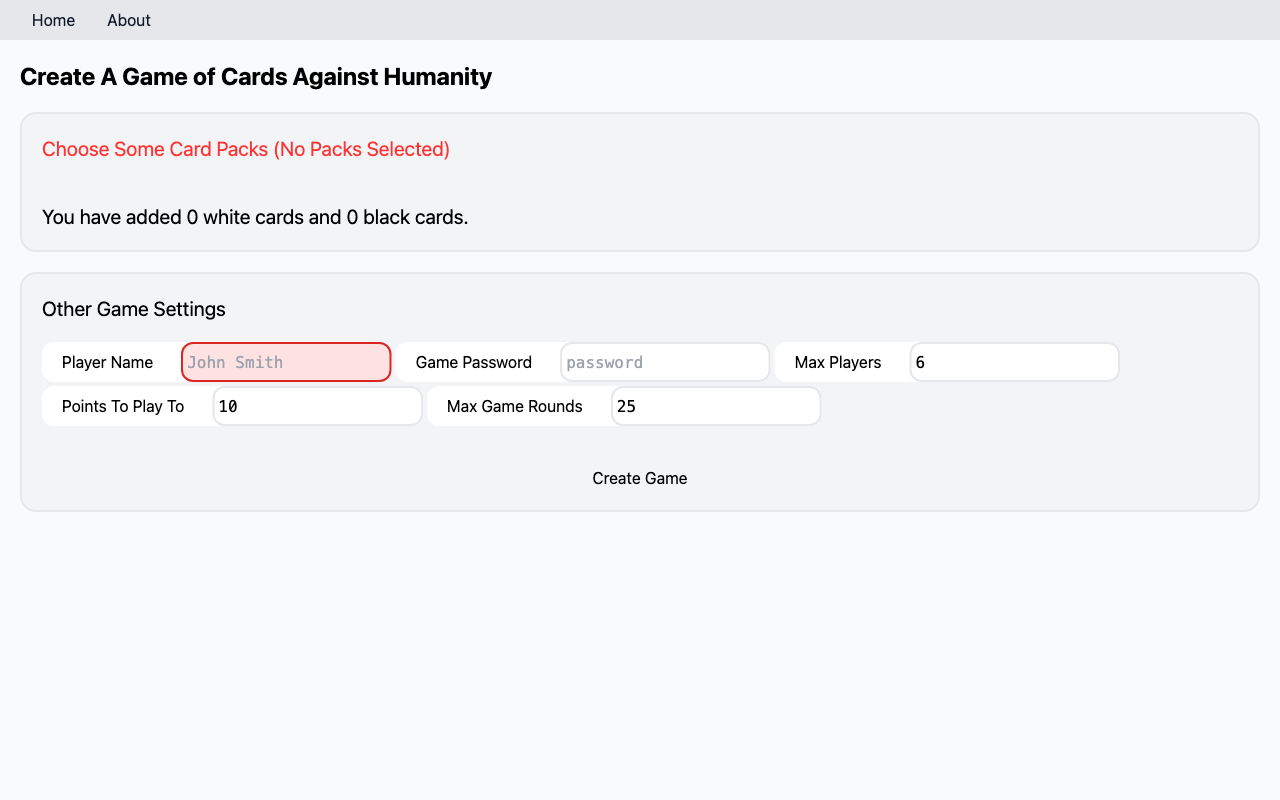 Home About
Create A Game of Cards Against Humanity
Choose Some Card Packs (No Packs Selected)
You have added 0 white cards and 0 black cards.
Other Game Settings
Player Name John Smith Game Password password Max Players 6
Points To Play To 10 Max Game Rounds 25
Create Game